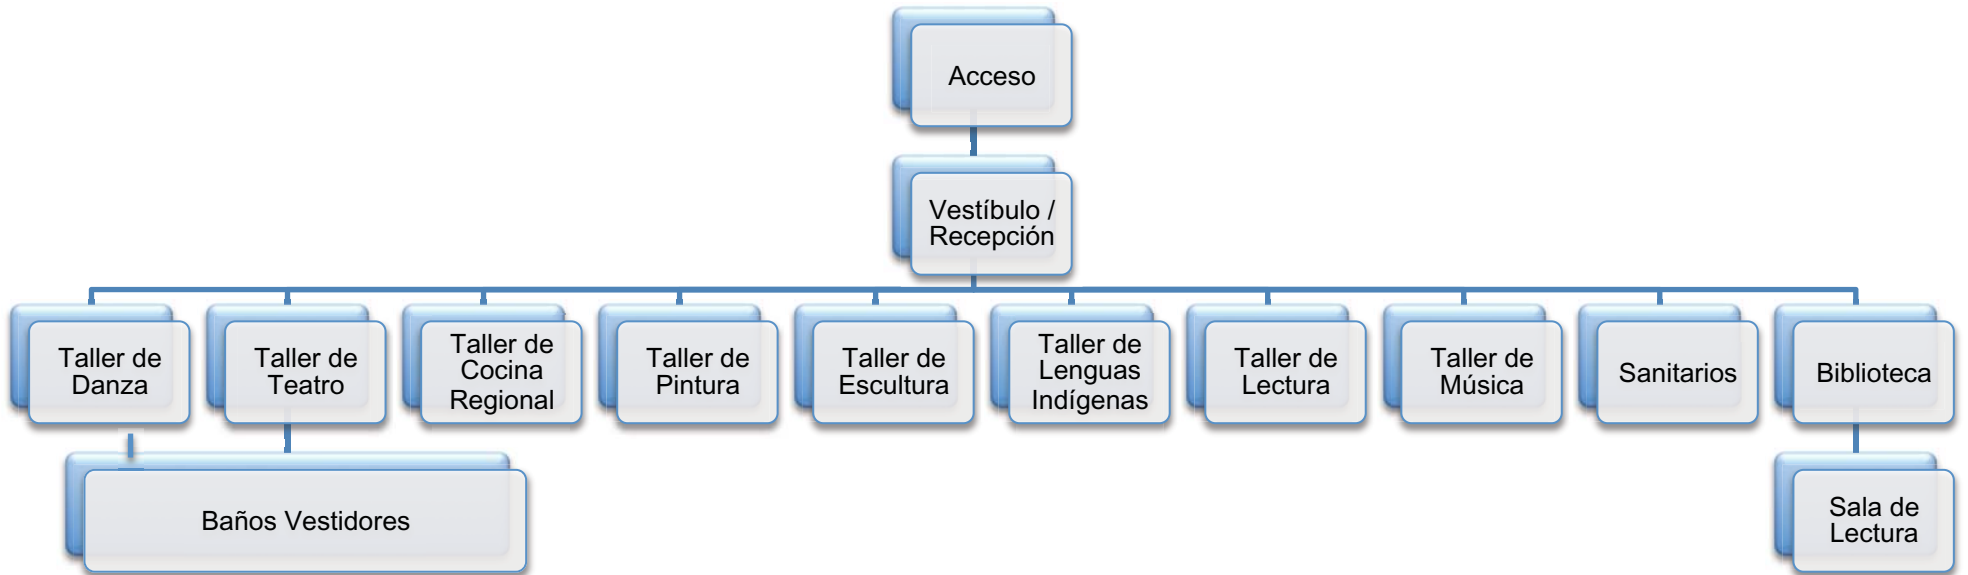 Acceso
Vestíbulo /
Recepción
Taller de
Danza
Taller de
Teatro
Taller de
Cocina
Regional
Taller de
Pintura
Taller de
Escultura
Taller de
Lenguas
Indígenas
Taller de
Lectura
Taller de
Música
Sanitarios
Biblioteca
Baños Vestidores
Sala de
Lectura